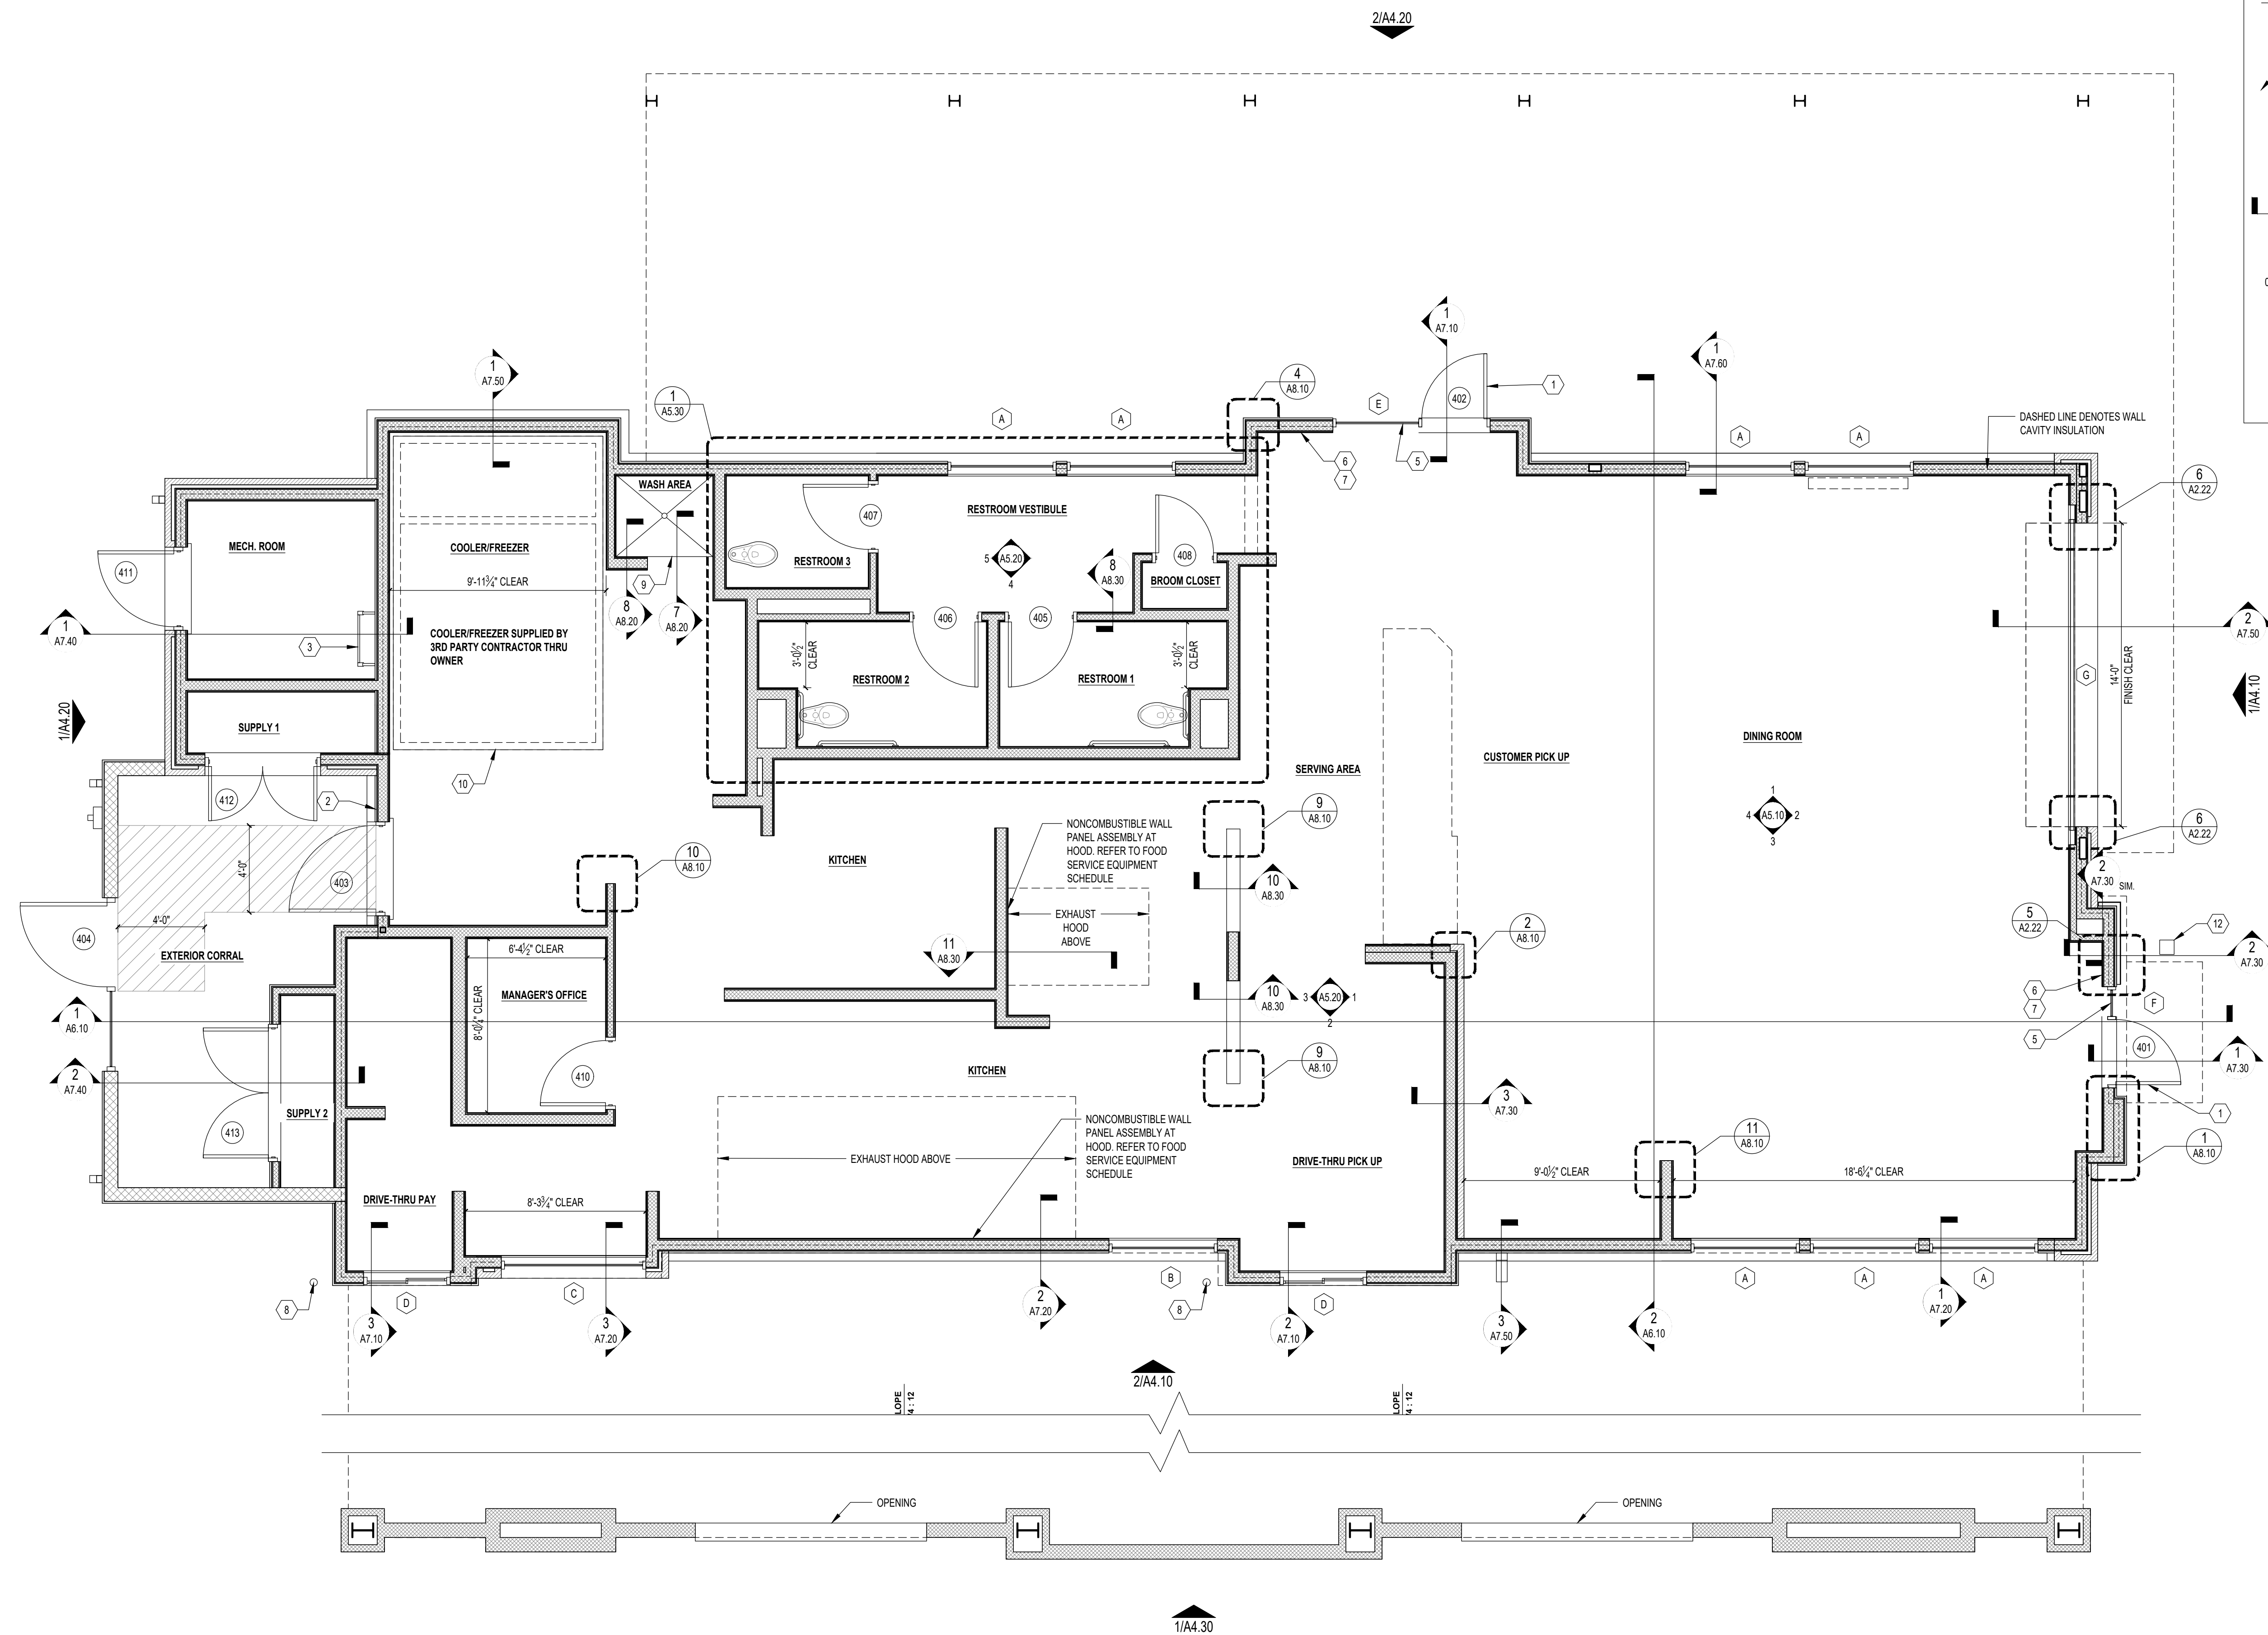 2/A4.20
1
A7.10
1
A7.60
1
A7.50
4
A8.10
402
1
1
A5.30
A
A
E
A
A
DASHED LINE DENOTES WALL
CAVITY INSULATION
6
7
5
WASH AREA
6
A2.22
407
RESTROOM VESTIBULE
MECH. ROOM
COOLER/FREEZER
5
A5.20
4
408
RESTROOM 3
8
A8.30
BROOM CLOSET
411
9'-11¾" CLEAR
9
8
A8.20
7
A8.20
406
405
1
A7.40
COOLER/FREEZER SUPPLIED BY
3RD PARTY CONTRACTOR THRU
OWNER
3
2
A7.50
3'-0½"
CLEAR
3'-0½"
CLEAR
RESTROOM 2
RESTROOM 1
G
14'-0"
FINISH CLEAR
1/A4.20
1/A4.10
SUPPLY 1
DINING ROOM
CUSTOMER PICK UP
SERVING AREA
10
412
2
9
A8.10
1
4
A5.10
2
3
6
A2.22
NONCOMBUSTIBLE WALL
PANEL ASSEMBLY AT
HOOD. REFER TO FOOD
SERVICE EQUIPMENT
SCHEDULE
KITCHEN
10
A8.10
4'-0"
403
10
A8.30
2
A7.30
SIM.
4'-0"
EXHAUST
HOOD
ABOVE
2
A8.10
5
A2.22
12
404
EXTERIOR CORRAL
6'-4½" CLEAR
11
A8.30
2
A7.30
MANAGER'S OFFICE
10
A8.30
3
A5.20
1
2
6
7
F
1
A6.10
8'-0¼" CLEAR
5
401
1
A7.30
2
A7.40
410
KITCHEN
9
A8.10
3
A7.30
SUPPLY 2
1
413
NONCOMBUSTIBLE WALL
PANEL ASSEMBLY AT
HOOD. REFER TO FOOD
SERVICE EQUIPMENT
SCHEDULE
11
A8.10
1
A8.10
EXHAUST HOOD ABOVE
DRIVE-THRU PICK UP
9'-0½" CLEAR
18'-6¼" CLEAR
DRIVE-THRU PAY
8'-3¾" CLEAR
8
D
C
B
8
D
A
A
A
3
A7.10
3
A7.20
2
A7.20
2
A7.10
3
A7.50
2
A6.10
1
A7.20
2/A4.10
LOPE
/4 : 12
LOPE
/4 : 12
OPENING
OPENING
1/A4.30